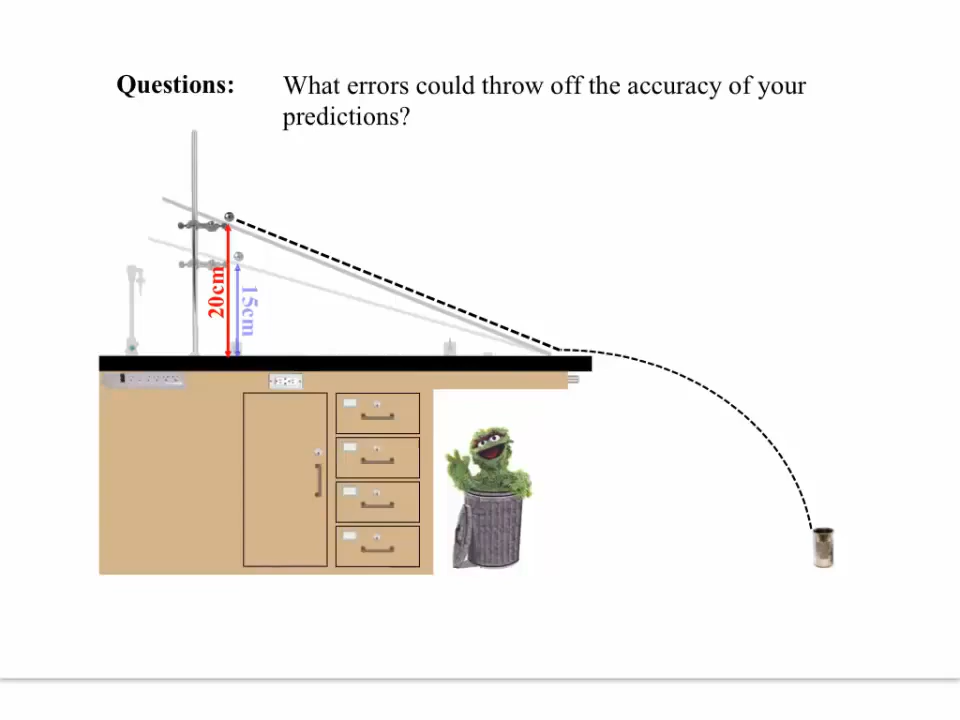 Questions:
What errors could throw off the accuracy of your
predictions?
20cm
15cm